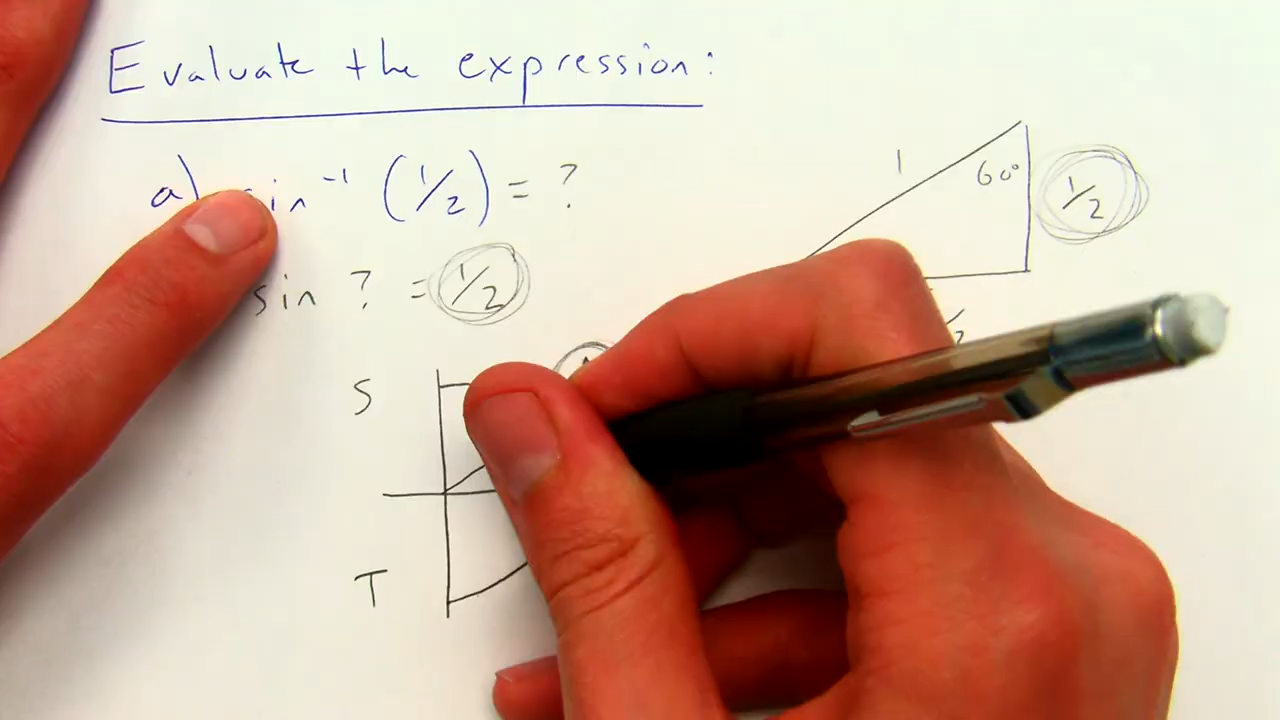 Evaluate the expression:
a) sin⁻¹ (1/2) = ?
sin ? = 1/2
S
T
1
60°
1/2